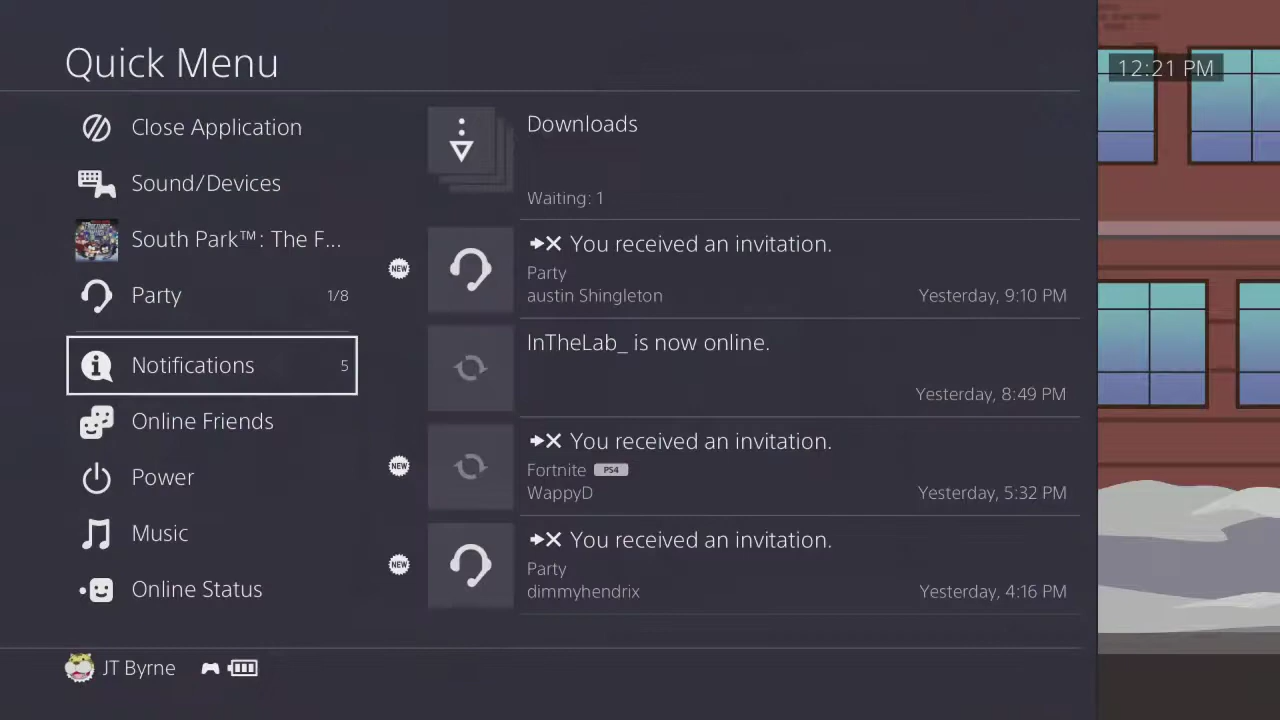 Quick Menu
12:21 PM
Close Application
Sound/Devices
South Park™: The F...
Party 1/8
Notifications 5
Online Friends
Power
Music
Online Status
Downloads
Waiting: 1
NEW
You received an invitation.
Party
austin Shingleton Yesterday, 9:10 PM
InTheLab_ is now online.
Yesterday, 8:49 PM
NEW
You received an invitation.
Fortnite PS4
WappyD Yesterday, 5:32 PM
NEW
You received an invitation.
Party
dimmyhendrix Yesterday, 4:16 PM
JT Byrne